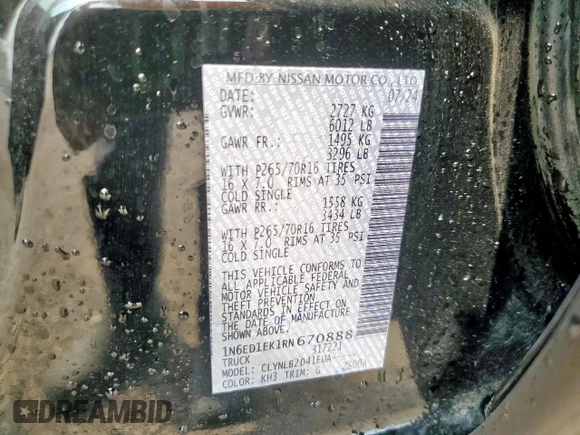 MFD BY NISSAN MOTOR CO., LTD.
DATE: 07/24
GVWR: 2727 KG
6012 LB
GAWR FR.: 1495 KG
3296 LB
WITH P265/70R16 TIRES
16 X 7.0 RIMS AT 35 PSI
COLD SINGLE
GAWR RR.: 1558 KG
3434 LB
WITH P265/70R16 TIRES
16 X 7.0 RIMS AT 35 PSI
COLD SINGLE
THIS VEHICLE CONFORMS TO
ALL APPLICABLE FEDERAL
MOTOR VEHICLE SAFETY AND
THEFT PREVENTION
STANDARDS IN EFFECT ON
THE DATE OF MANUFACTURE
SHOWN ABOVE.
1N6ED1EK1RN670888
TRUCK 317221
MODEL: CLYNLB2D41EUA----
COLOR: KH3 TRIM: G
DREAMBID